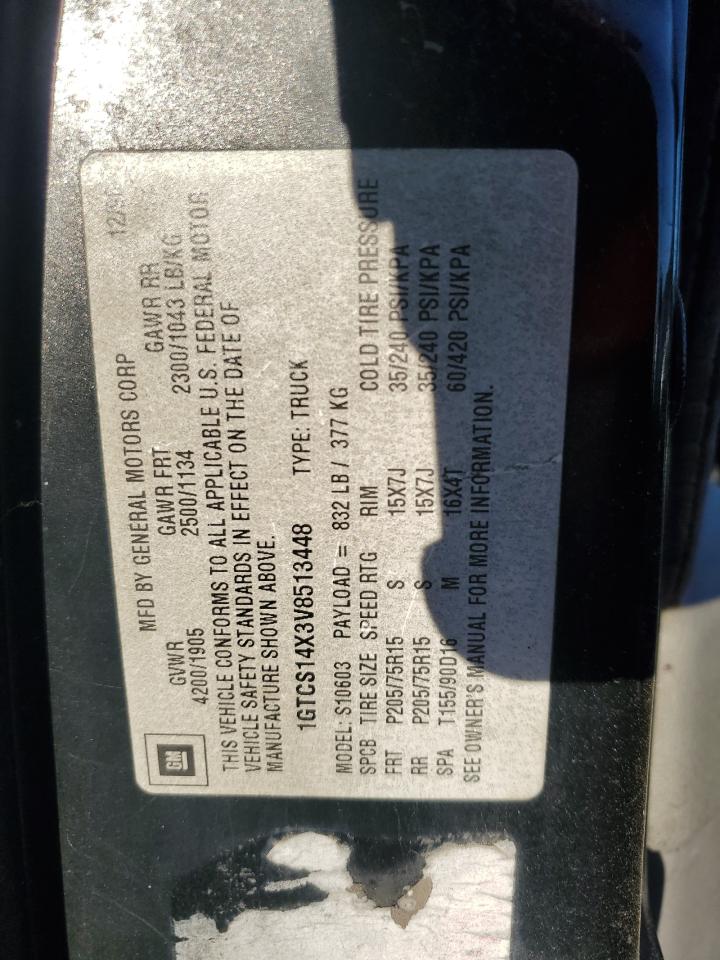 GM
MFD BY GENERAL MOTORS CORP 12/96
GVWR GAWR FRT GAWR RR
4200/1905 2500/1134 2300/1043 LB/KG
THIS VEHICLE CONFORMS TO ALL APPLICABLE U.S. FEDERAL MOTOR
VEHICLE SAFETY STANDARDS IN EFFECT ON THE DATE OF
MANUFACTURE SHOWN ABOVE.
1GTCS14X3V8513448 TYPE: TRUCK
MODEL: S10603 PAYLOAD = 832 LB/ 377 KG
SPCB TIRE SIZE SPEED RTG RIM COLD TIRE PRESSURE
FRT P205/75R15 S 15X7J 35/240 PSI/KPA
RR P205/75R15 S 15X7J 35/240 PSI/KPA
SPA T155/90D16 M 16X4T 60/420 PSI/KPA
SEE OWNER'S MANUAL FOR MORE INFORMATION.